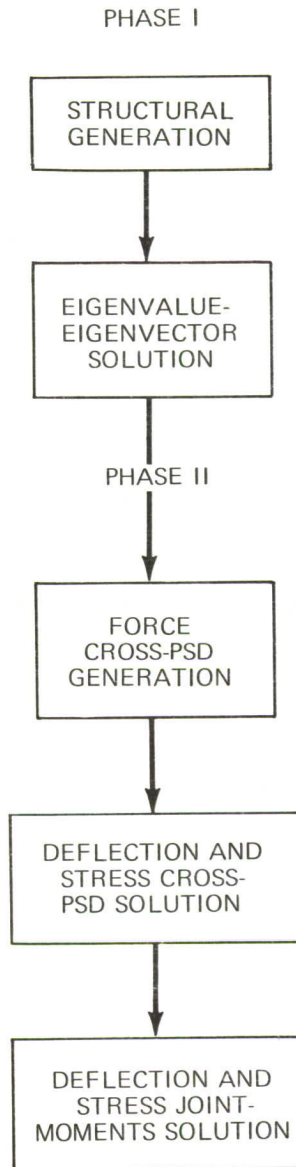 PHASE I
STRUCTURAL
GENERATION
EIGENVALUE-
EIGENVECTOR
SOLUTION
PHASE II
FORCE
CROSS-PSD
GENERATION
DEFLECTION AND
STRESS CROSS-
PSD SOLUTION
DEFLECTION AND
STRESS JOINT-
MOMENTS SOLUTION